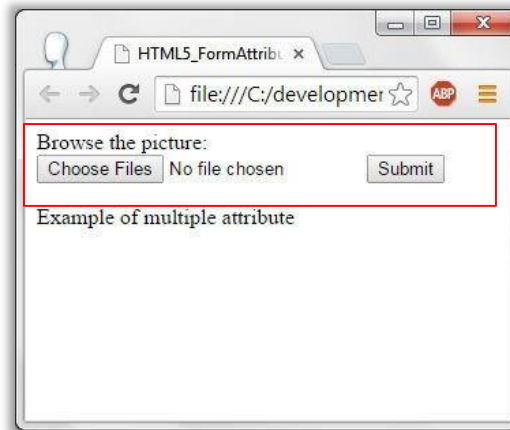 HTML5_FormAttribu
file:///C:/developmer
ABP
Browse the picture:
Choose Files No file chosen Submit
Example of multiple attribute